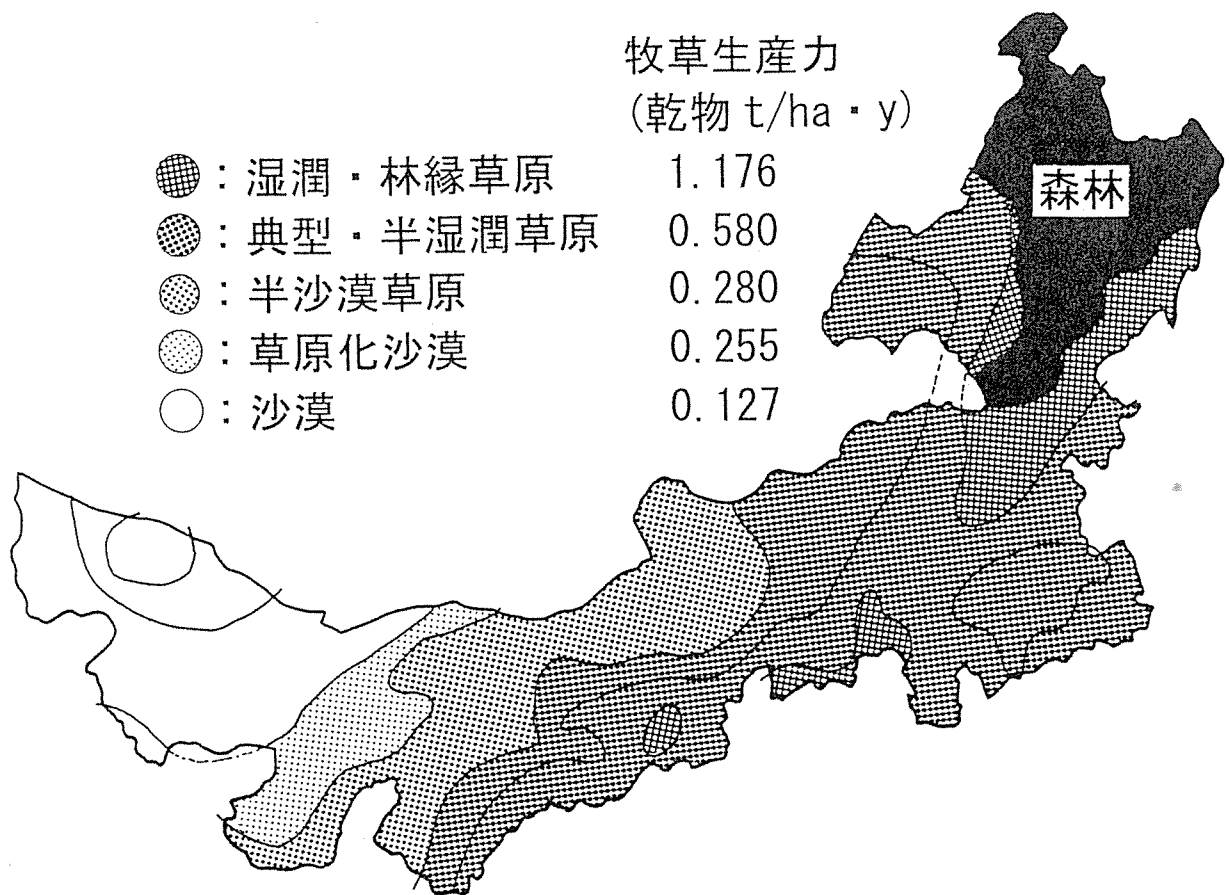 牧草生産力
(乾物 t/ha・y)
：湿潤・林縁草原 1.176
：典型・半湿潤草原 0.580
：半沙漠草原 0.280
：草原化沙漠 0.255
：沙漠 0.127
森林